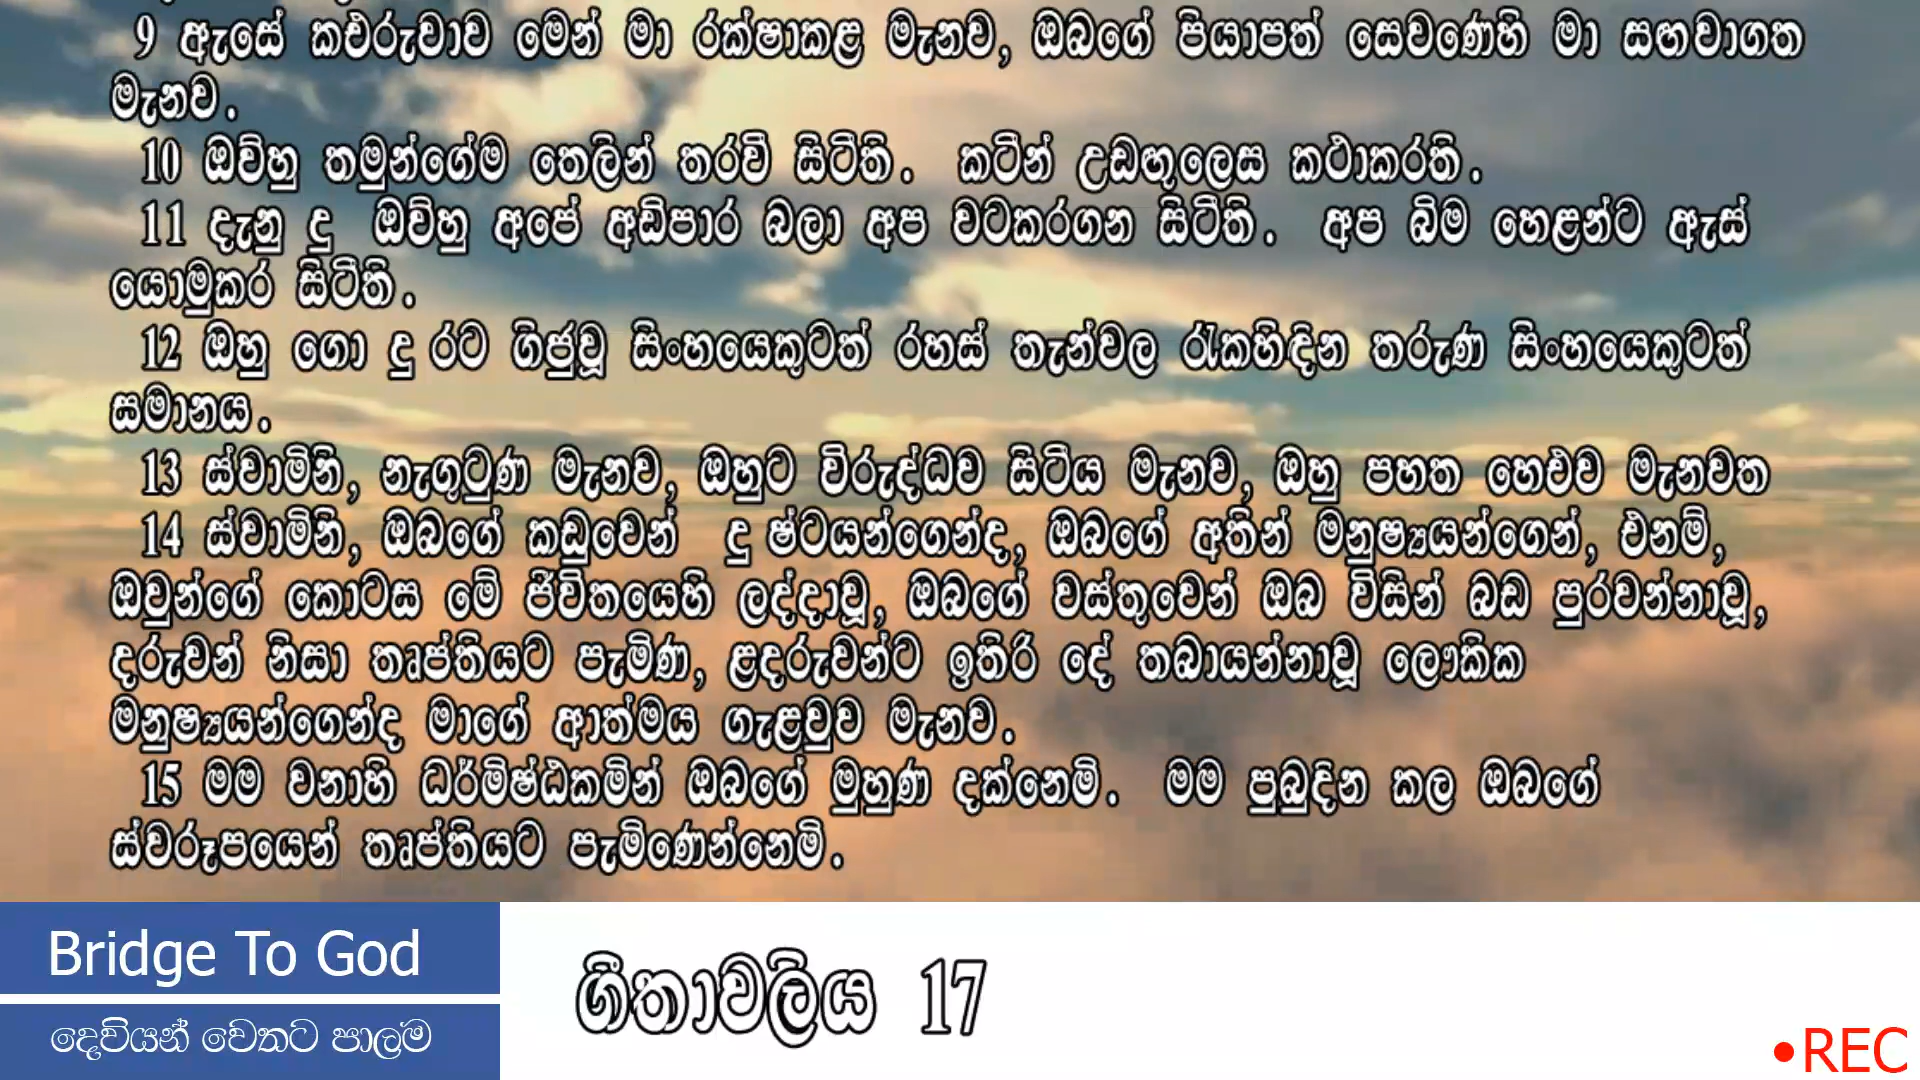 9 ඇසේ කඑරුවාව මෙන් මා රක්ෂාකළ මැනව, ඔබගේ පියාපත් සෙවණෙහි මා සඟවාගත
මැනව.
10 ඔව්හු තමුන්ගේම තෙලින් තරවී සිටිති. කටින් උඩඟුලෙස කථාකරති.
11 දැනු දු ඔව්හු අපේ අඩිපාර බලා අප වටකරගන සිටිති. අප බිම හෙළන්ට ඇස්
යොමුකර සිටිති.
12 ඔහු ගො දු රට ගිජුවූ සිංහයෙකුටත් රහස් තැන්වල රැකහිඳින තරුණ සිංහයෙකුටත්
සමානය.
13 ස්වාමිනි, නැගුටුණ මැනව, ඔහුට විරුද්ධව සිටිය මැනව, ඔහු පහත හෙඑව මැනවත
14 ස්වාමිනි, ඔබගේ කඩුවෙන් දු ෂ්ටයන්ගෙන්ද, ඔබගේ අතින් මනුෂ්‍යයන්ගෙන්, එනම්,
ඔවුන්ගේ කොටස මේ ජීවිතයෙහි ලද්දාවූ, ඔබගේ වස්තුවෙන් ඔබ විසින් බඩ පුරවන්නාවූ,
දරුවන් නිසා තෘප්තියට පැමිණ, ළදරුවන්ට ඉතිරි දේ තබායන්නාවූ ලෞකික
මනුෂ්‍යයන්ගෙන්ද මාගේ ආත්මය ගැළවුව මැනව.
15 මම වනාහි ධර්මිෂ්ඨකමින් ඔබගේ මුහුණ දක්නෙමි. මම පුබුදින කල ඔබගේ
ස්වරූපයෙන් තෘප්තියට පැමිණෙන්නෙමි.
Bridge To God
ගීතාවලිය 17
දෙවියන් වෙතට පාලම
REC